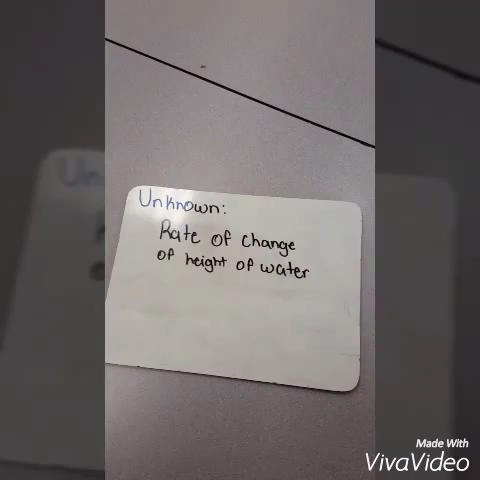 Unknown:
Rate of change
of height of water
Made With
VivaVideo